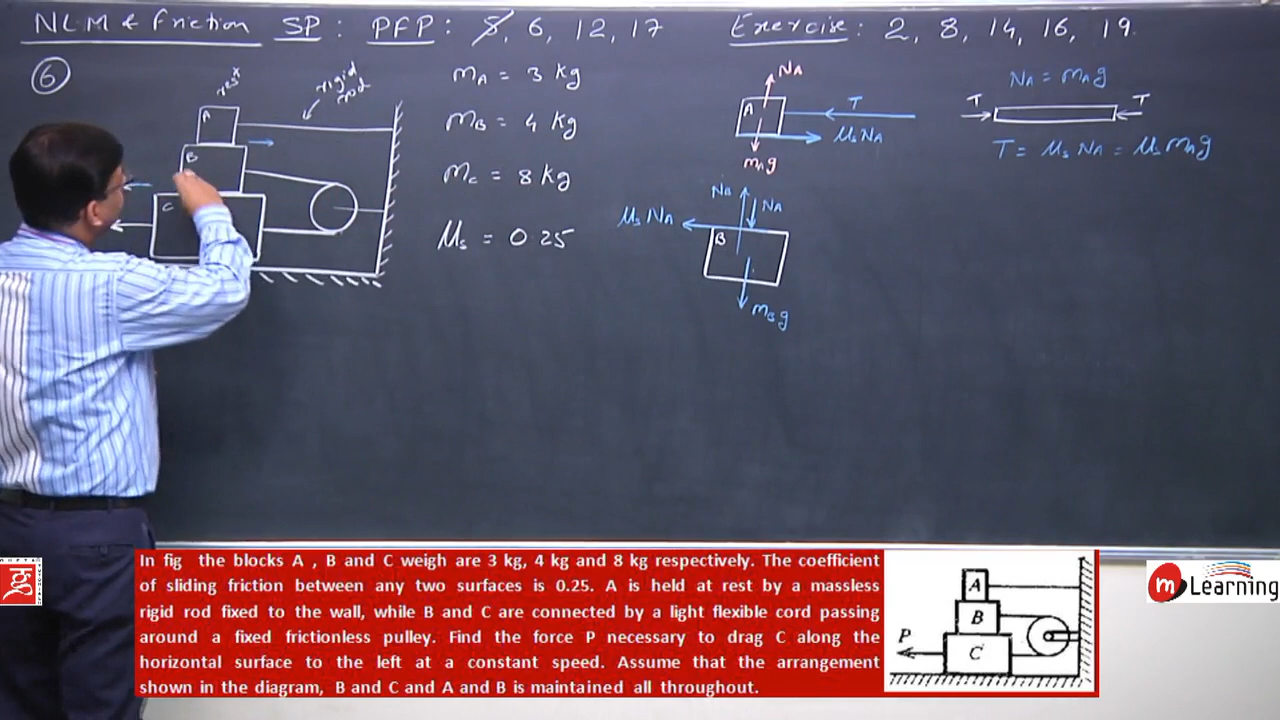 NLM & Friction SP : PFP : 5, 6, 12, 17 Exercise : 2, 8, 14, 16, 19
6
rest
rigid rod
A
B
C
mA = 3 kg
mB = 4 kg
mC = 8 kg
μs = 0.25
NA
A
T
μs NA
mAg
NB
NA
μs NA
B
mBg
NA = mAg
T T
T = μs NA = μs mAg
In fig the blocks A , B and C weigh are 3 kg, 4 kg and 8 kg respectively. The coefficient
of sliding friction between any two surfaces is 0.25. A is held at rest by a massless
rigid rod fixed to the wall, while B and C are connected by a light flexible cord passing
around a fixed frictionless pulley. Find the force P necessary to drag C along the
horizontal surface to the left at a constant speed. Assume that the arrangement
shown in the diagram, B and C and A and B is maintained all throughout.
A
B
P
C
m Learning